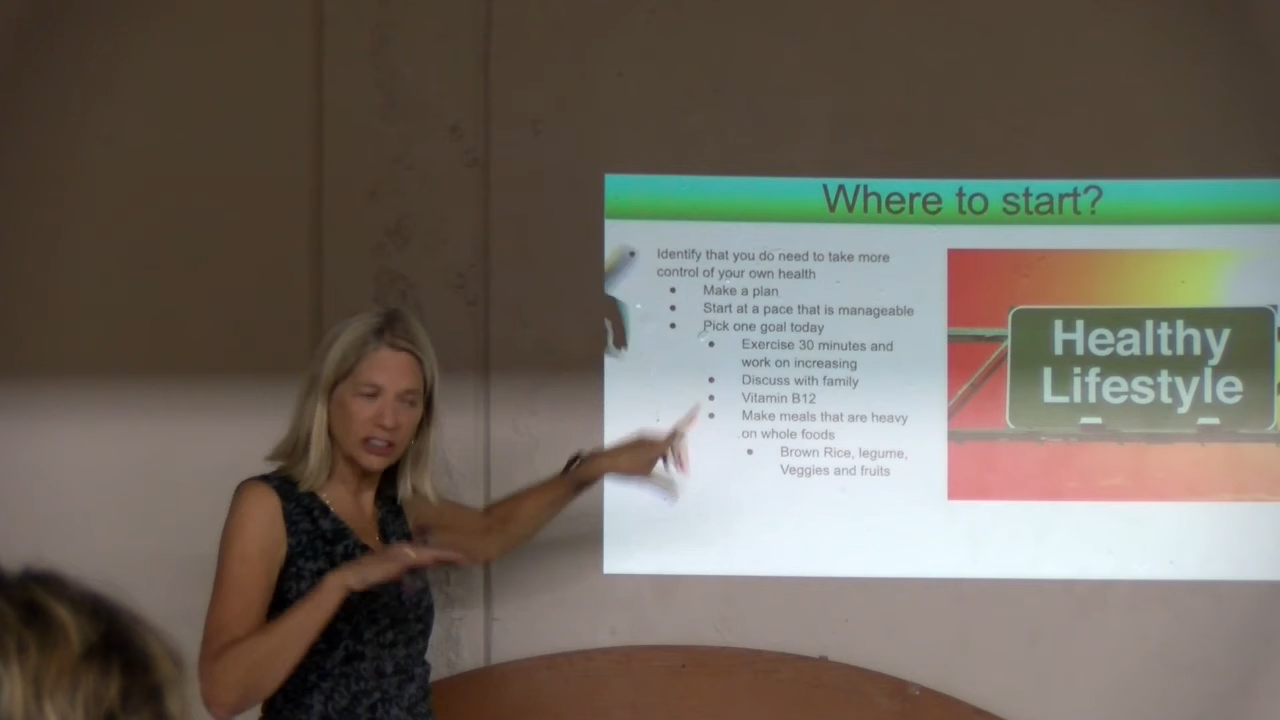 Where to start?
Identify that you do need to take more
control of your own health
Make a plan
Start at a pace that is manageable
Pick one goal today
Exercise 30 minutes and
work on increasing
Discuss with family
Vitamin B12
Make meals that are heavy
on whole foods
Brown Rice, legume,
Veggies and fruits
Healthy
Lifestyle